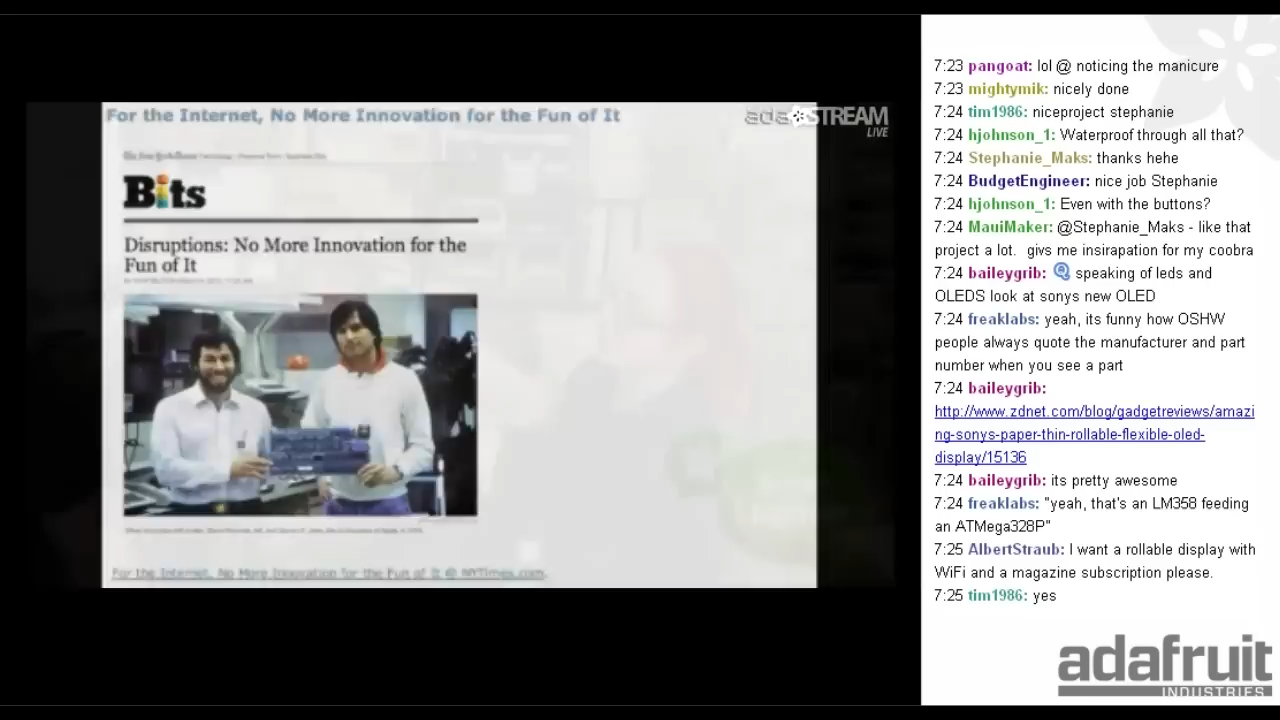 For the Internet, No More Innovation for the Fun of It
adafruit STREAM
LIVE
Bits
Disruptions: No More Innovation for the
Fun of It
For the Internet, No More Innovation for the Fun of It @ NYTimes.com.
7:23 pangoat: lol @ noticing the manicure
7:23 mightymik: nicely done
7:24 tim1986: niceproject stephanie
7:24 hjohnson_1: Waterproof through all that?
7:24 Stephanie_Maks: thanks hehe
7:24 BudgetEngineer: nice job Stephanie
7:24 hjohnson_1: Even with the buttons?
7:24 MauiMaker: @Stephanie_Maks - like that
project a lot. givs me insirapation for my coobra
7:24 baileygrib: speaking of leds and
OLEDS look at sonys new OLED
7:24 freaklabs: yeah, its funny how OSHW
people always quote the manufacturer and part
number when you see a part
7:24 baileygrib:
http://www.zdnet.com/blog/gadgetreviews/amazi
ng-sonys-paper-thin-rollable-flexible-oled-
display/15136
7:24 baileygrib: its pretty awesome
7:24 freaklabs: "yeah, that's an LM358 feeding
an ATMega328P"
7:25 AlbertStraub: I want a rollable display with
WiFi and a magazine subscription please.
7:25 tim1986: yes
adafruit
INDUSTRIES